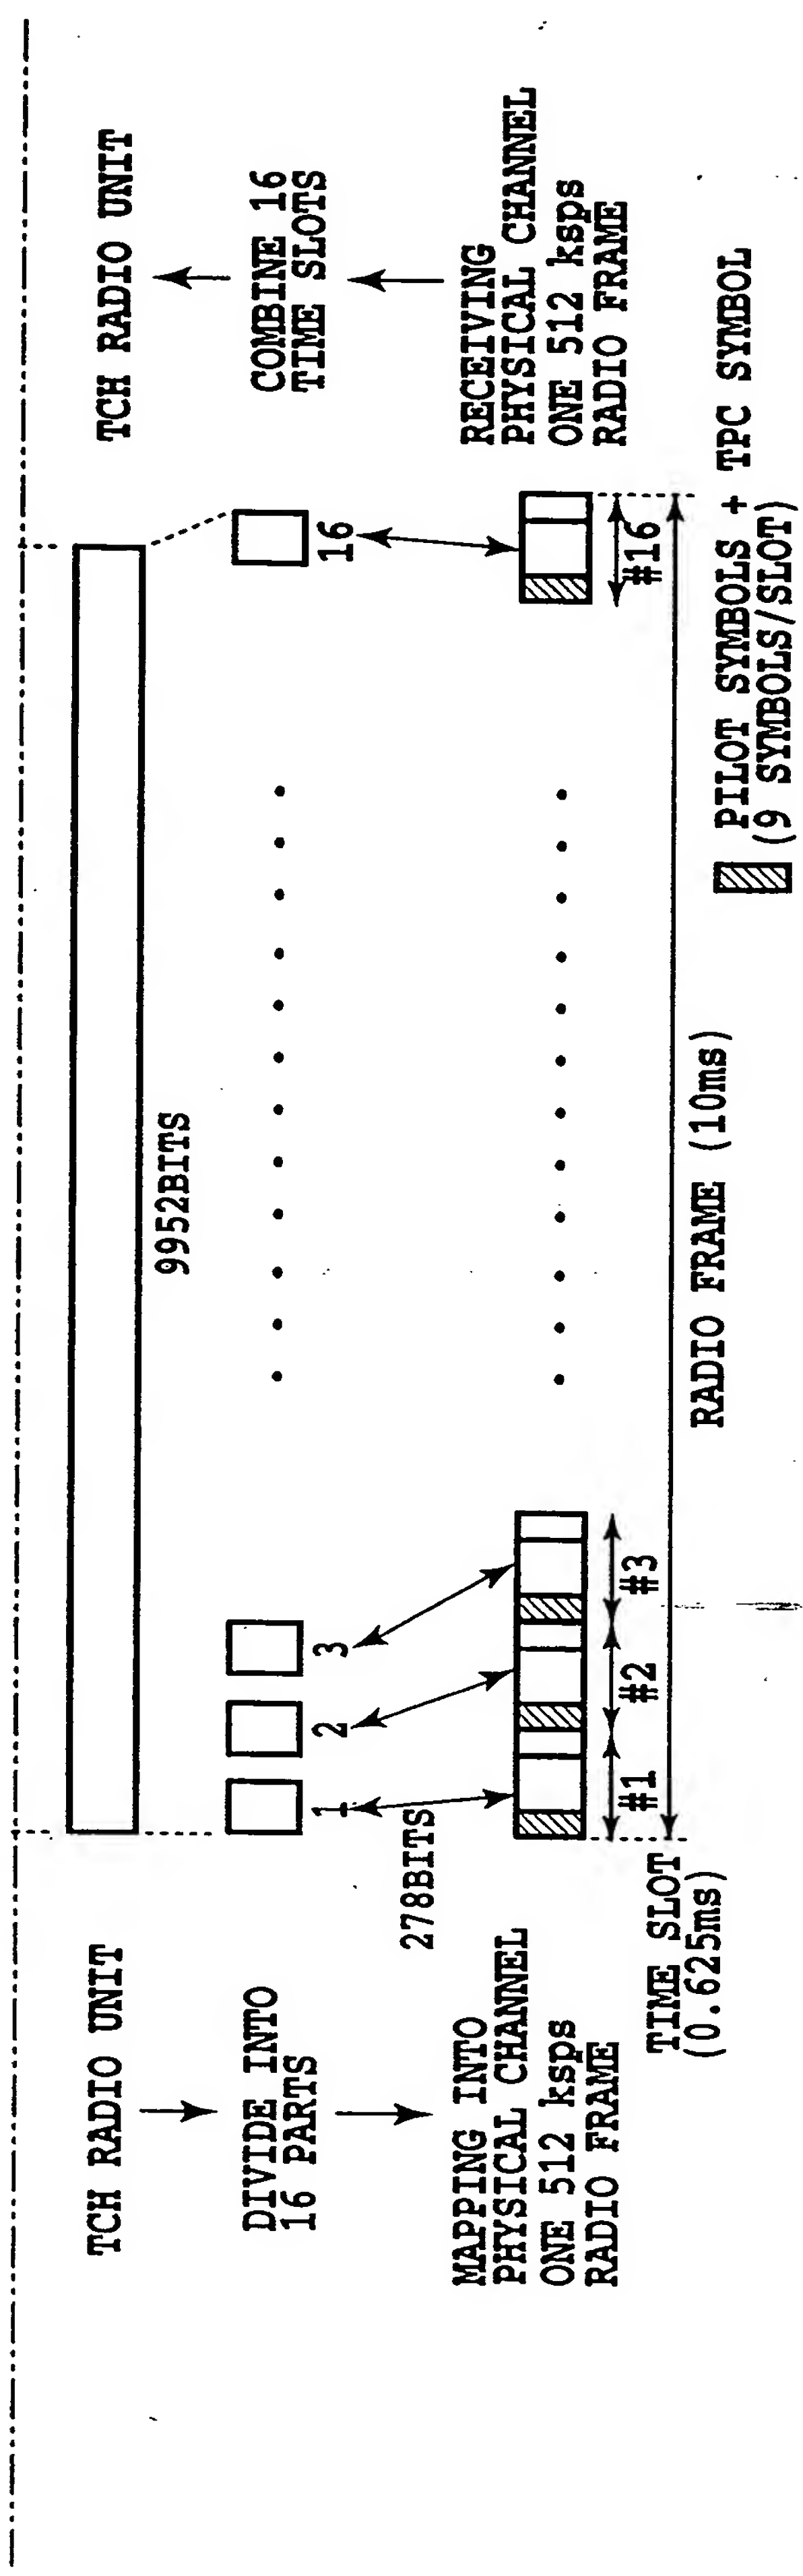 TCH RADIO UNIT
DIVIDE INTO
16 PARTS
MAPPING INTO
PHYSICAL CHANNEL
ONE 512 ksps
RADIO FRAME
9952BITS
1
2
3
16
278BITS
#1
#2
#3
#16
TIME SLOT
(0.625ms)
RADIO FRAME (10ms)
TCH RADIO UNIT
COMBINE 16
TIME SLOTS
RECEIVING
PHYSICAL CHANNEL
ONE 512 ksps
RADIO FRAME
PILOT SYMBOLS + TPC SYMBOL
(9 SYMBOLS/SLOT)